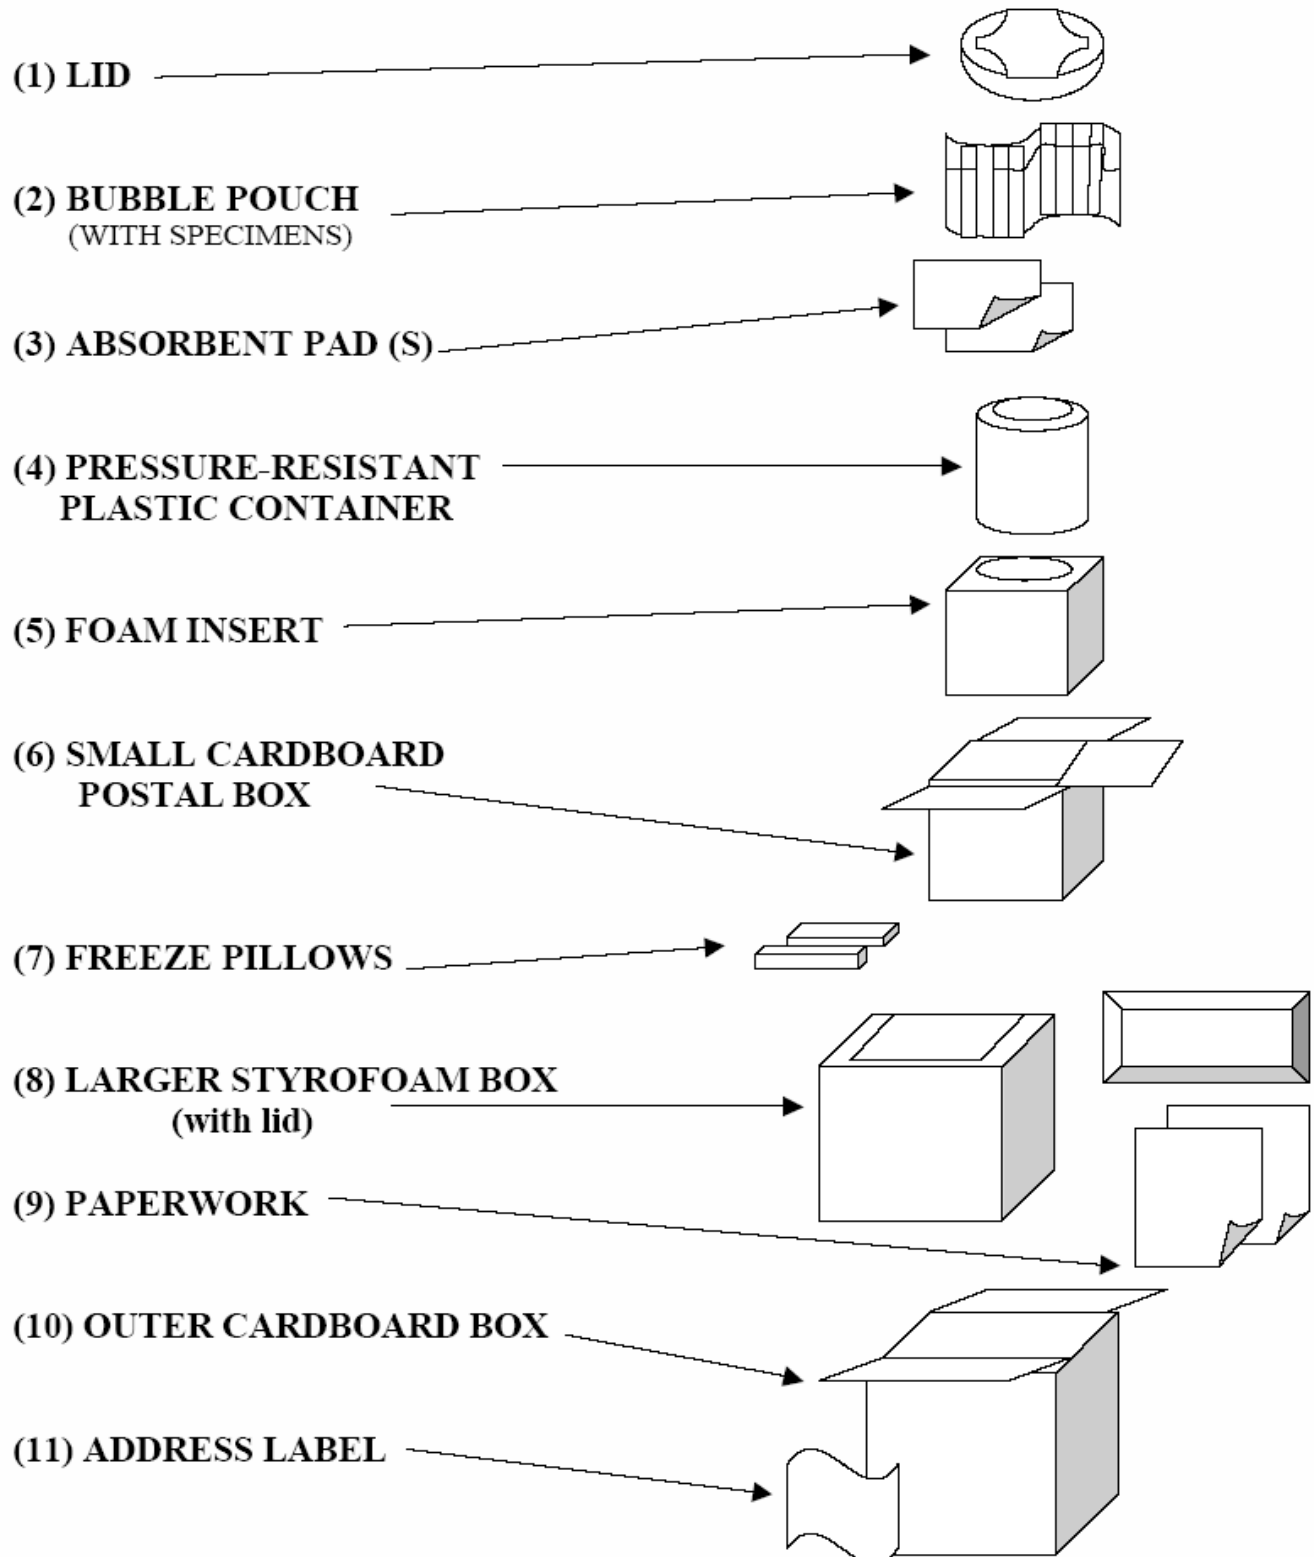 (1) LID
(2) BUBBLE POUCH
(WITH SPECIMENS)
(3) ABSORBENT PAD (S)
(4) PRESSURE-RESISTANT
PLASTIC CONTAINER
(5) FOAM INSERT
(6) SMALL CARDBOARD
POSTAL BOX
(7) FREEZE PILLOWS
(8) LARGER STYROFOAM BOX
(with lid)
(9) PAPERWORK
(10) OUTER CARDBOARD BOX
(11) ADDRESS LABEL